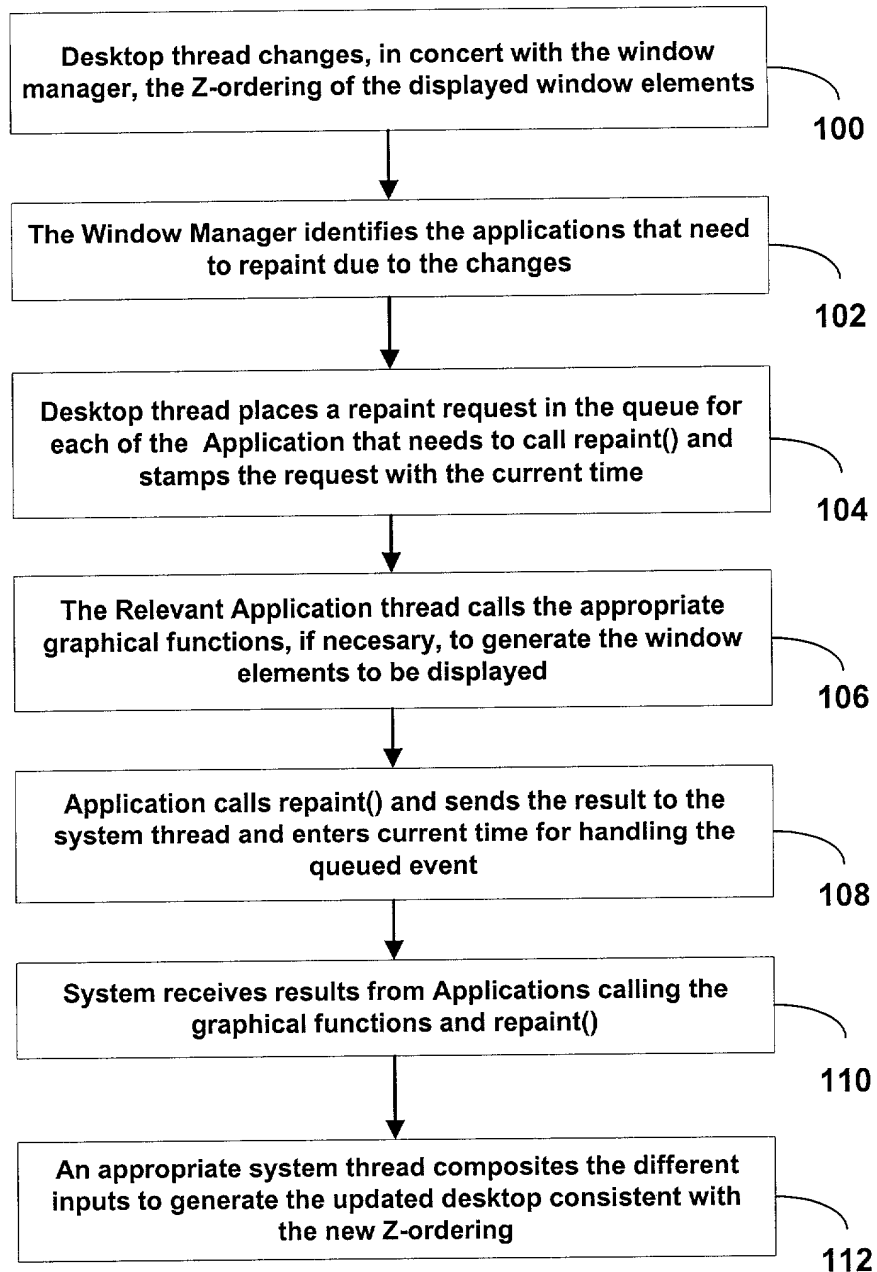 Desktop thread changes, in concert with the window
manager, the Z-ordering of the displayed window elements
100
The Window Manager identifies the applications that need
to repaint due to the changes
102
Desktop thread places a repaint request in the queue for
each of the Application that needs to call repaint() and
stamps the request with the current time
104
The Relevant Application thread calls the appropriate
graphical functions, if necesary, to generate the window
elements to be displayed
106
Application calls repaint() and sends the result to the
system thread and enters current time for handling the
queued event
108
System receives results from Applications calling the
graphical functions and repaint()
110
An appropriate system thread composites the different
inputs to generate the updated desktop consistent with
the new Z-ordering
112